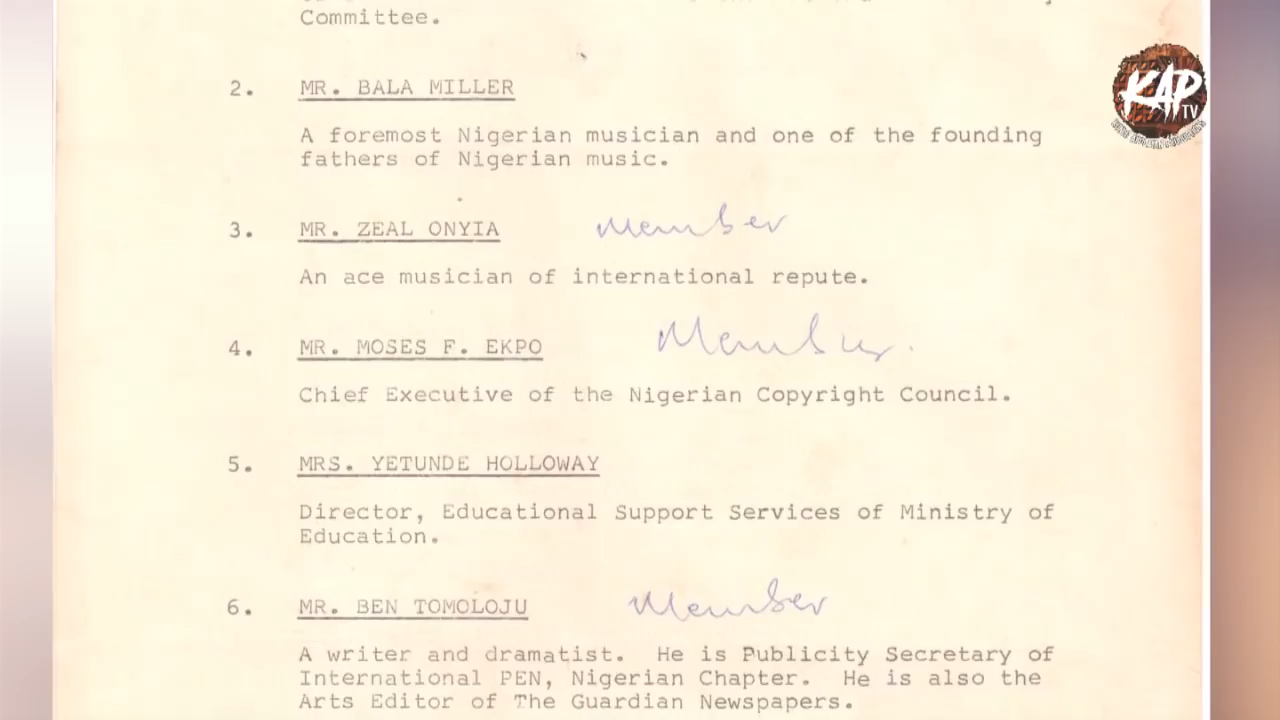 Committee.
KAP
TV
2. MR. BALA MILLER
A foremost Nigerian musician and one of the founding
fathers of Nigerian music.
3. MR. ZEAL ONYIA Member
An ace musician of international repute.
4. MR. MOSES F. EKPO Member.
Chief Executive of the Nigerian Copyright Council.
5. MRS. YETUNDE HOLLOWAY
Director, Educational Support Services of Ministry of
Education.
6. MR. BEN TOMOLOJU Member
A writer and dramatist. He is Publicity Secretary of
International PEN, Nigerian Chapter. He is also the
Arts Editor of The Guardian Newspapers.